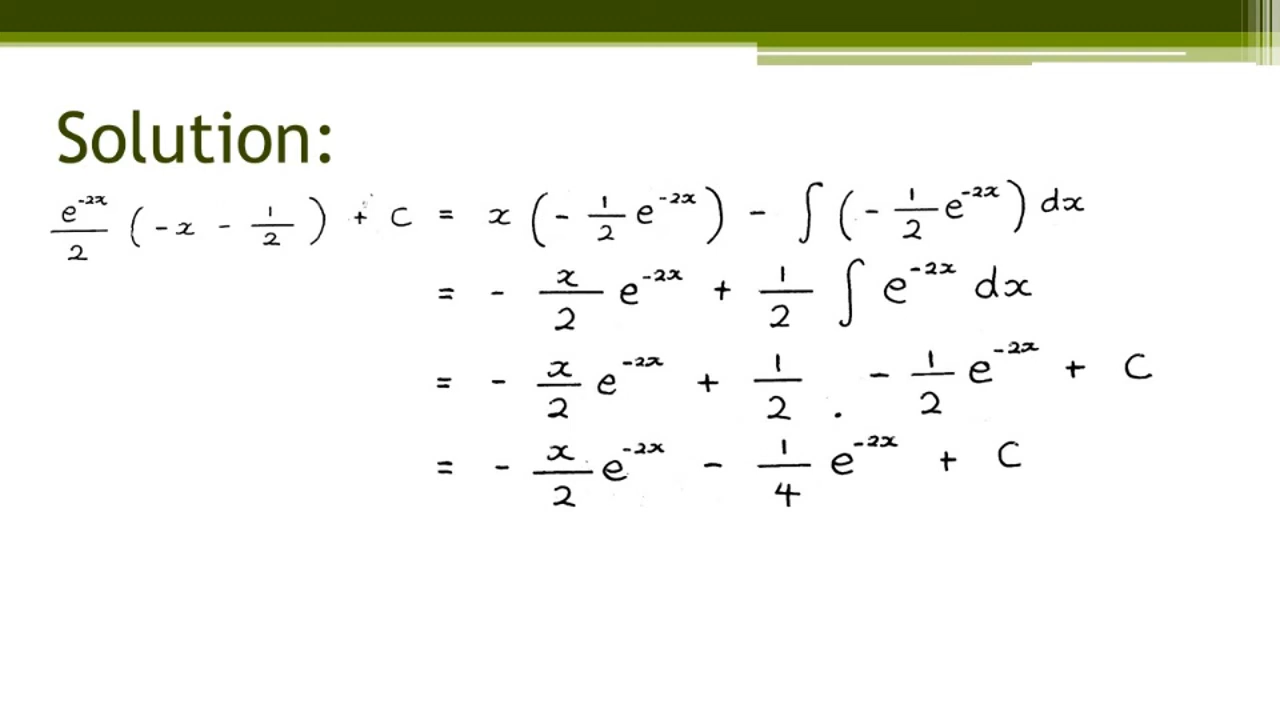 Solution:
e^{-2x}/2 (-x - 1/2) + C = x(-1/2 e^{-2x}) - ∫(-1/2 e^{-2x}) dx
= - x/2 e^{-2x} + 1/2 ∫ e^{-2x} dx
= - x/2 e^{-2x} + 1/2 . - 1/2 e^{-2x} + C
= - x/2 e^{-2x} - 1/4 e^{-2x} + C